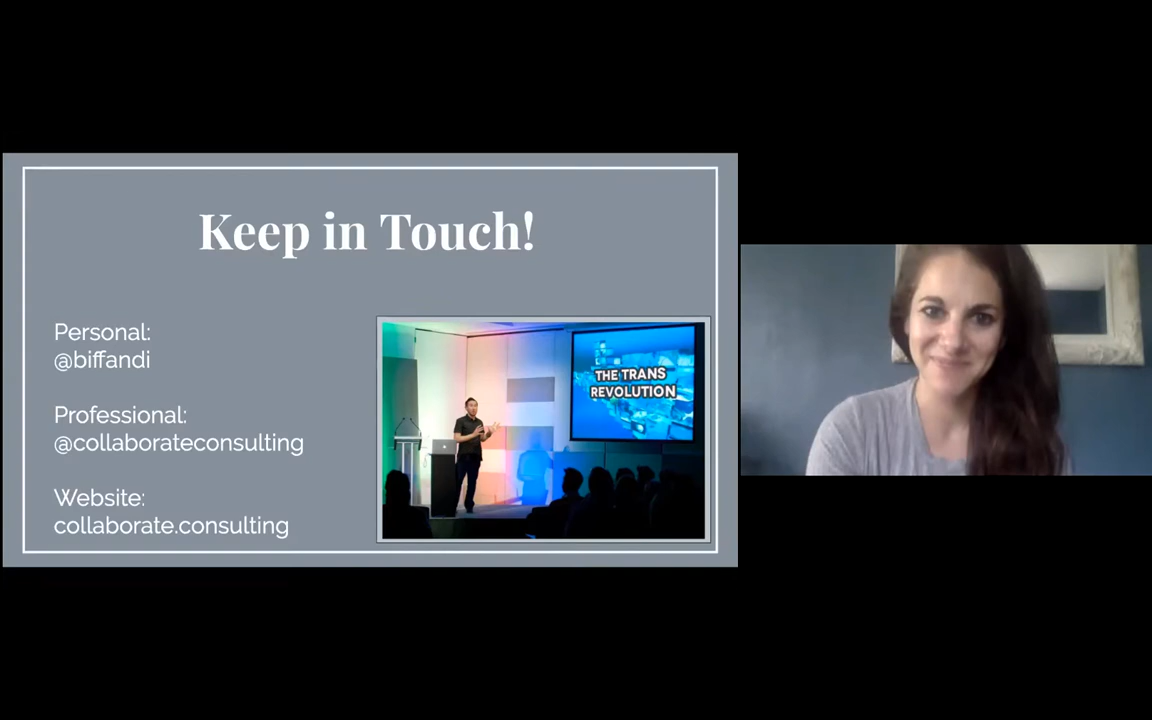 Keep in Touch!
Personal:
@biffandi
Professional:
@collaborateconsulting
Website:
collaborate.consulting
THE TRANS
REVOLUTION